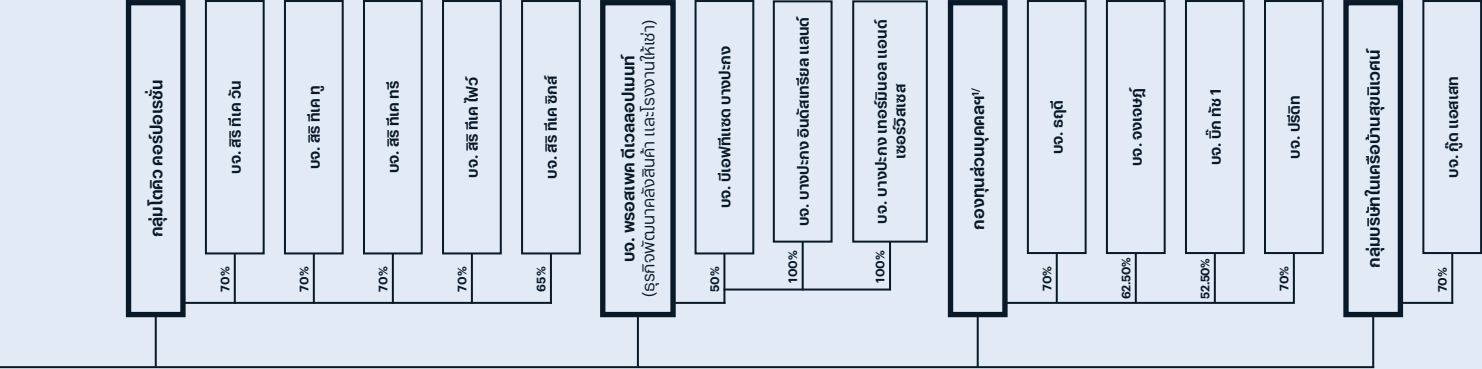 กลุ่มโตคิว คอร์ปอเรชั่น
บจ. สิริ ทีเค วัน
70%
บจ. สิริ ทีเค ทู
70%
บจ. สิริ ทีเค ทรี
70%
บจ. สิริ ทีเค ไฟว์
70%
บจ. สิริ ทีเค ซิกส์
65%
บจ. พรอสเพค ดีเวลลอปเมนท์
(ธุรกิจพัฒนาคลังสินค้า และโรงงานให้เช่า)
บจ. บีเอฟทีแซด บางปะกง
50%
บจ. บางปะกง อินดัสเทรียล แลนด์
100%
บจ. บางปะกง เทอร์มินอล แอนด์
เซอร์วิสเซส
100%
กองทุนส่วนบุคคลฯ1/
บจ. ธฤดี
70%
บจ. จงเจษฎ์
62.50%
บจ. บิ๊ก ทัช 1
52.50%
บจ. ปรีดิท
70%
กลุ่มบริษัทในเครือบ้านสุขนิเวศน์
บจ. กู๊ด แอสเสท
70%